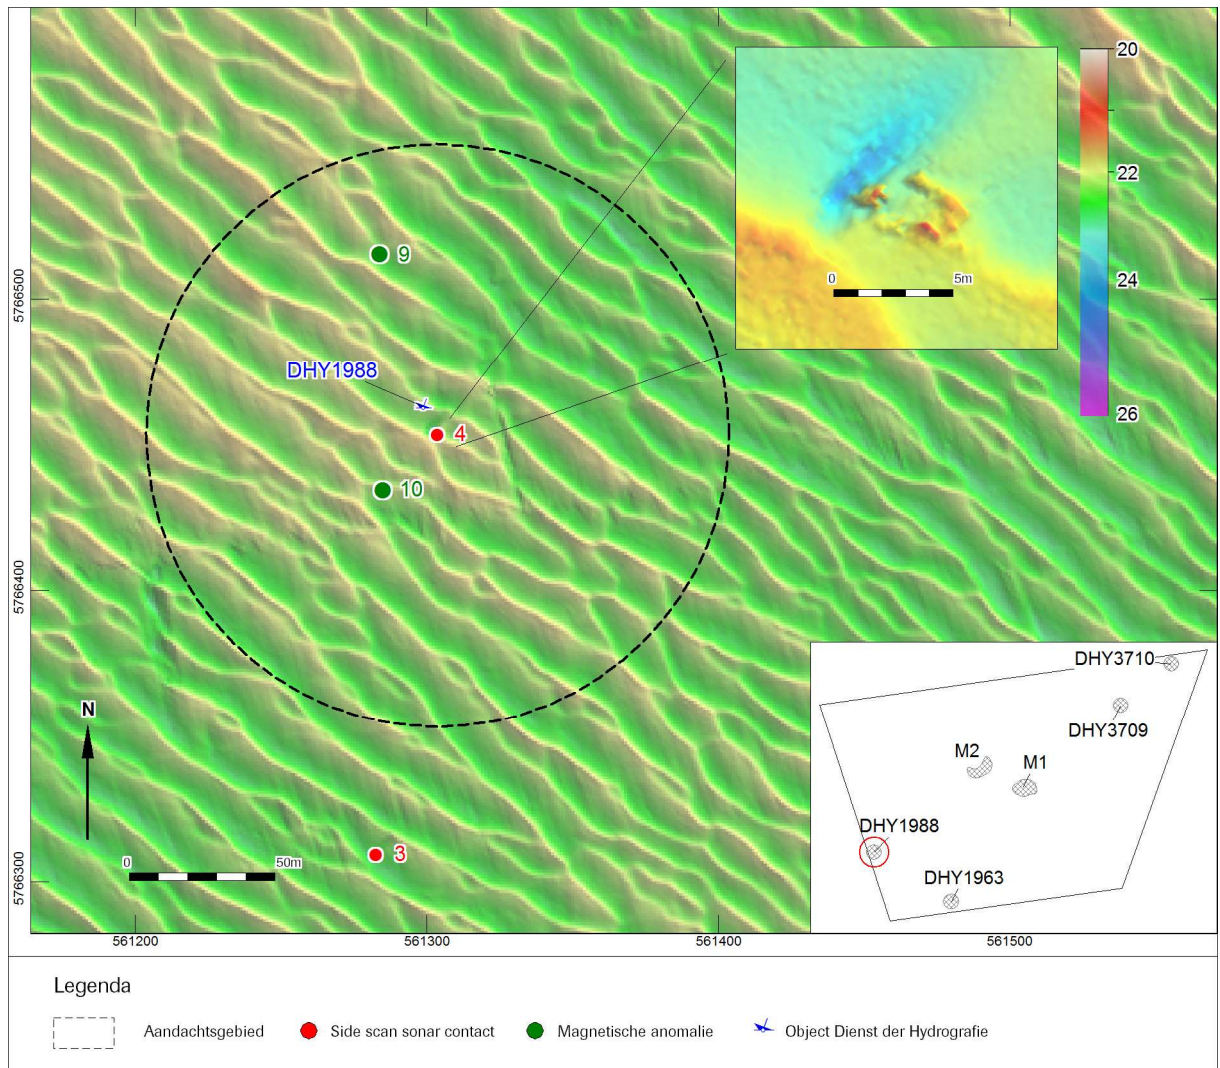 20
22
24
26
0 5m
9
DHY1988
4
10
3
5766500
5766400
5766300
N
0 50m
561200 561300 561400 561500
DHY3710
DHY3709
M2
M1
DHY1988
DHY1963
Legenda
Aandachtsgebied
Side scan sonar contact
Magnetische anomalie
Object Dienst der Hydrografie